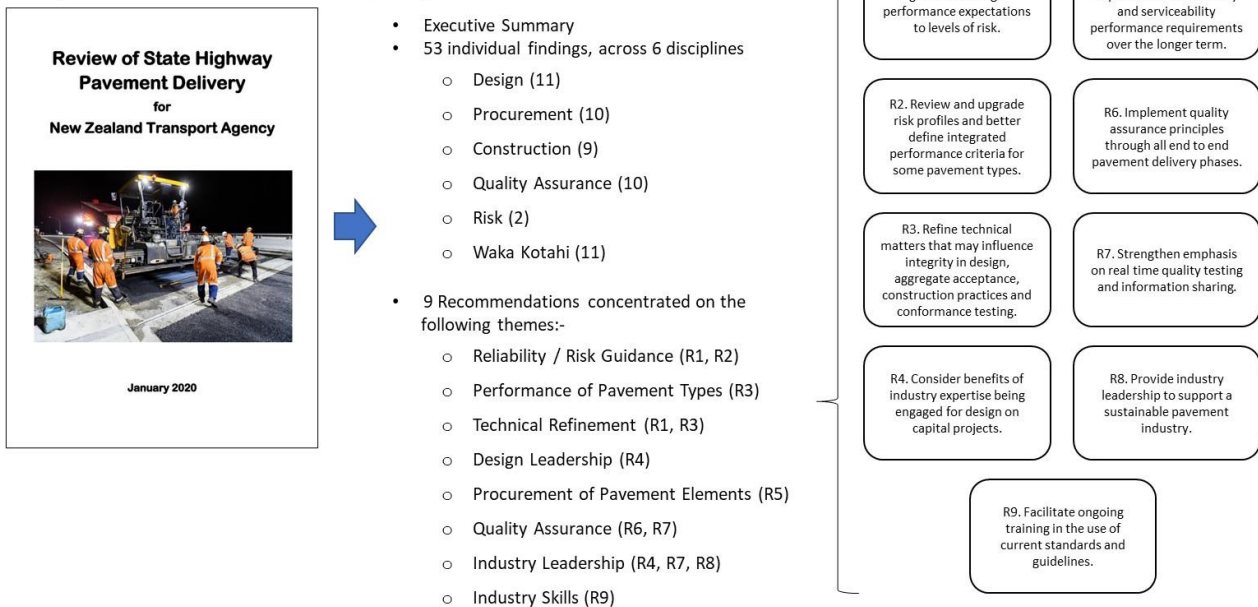 Review of State Highway
Pavement Delivery
for
New Zealand Transport Agency
January 2020
• Executive Summary
• 53 individual findings, across 6 disciplines
o Design (11)
o Procurement (10)
o Construction (9)
o Quality Assurance (10)
o Risk (2)
o Waka Kotahi (11)
• 9 Recommendations concentrated on the
following themes:-
o Reliability / Risk Guidance (R1, R2)
o Performance of Pavement Types (R3)
o Technical Refinement (R1, R3)
o Design Leadership (R4)
o Procurement of Pavement Elements (R5)
o Quality Assurance (R6, R7)
o Industry Leadership (R4, R7, R8)
o Industry Skills (R9)
performance expectations
to levels of risk.
and serviceability
performance requirements
over the longer term.
R2. Review and upgrade
risk profiles and better
define integrated
performance criteria for
some pavement types.
R6. Implement quality
assurance principles
through all end to end
pavement delivery phases.
R3. Refine technical
matters that may influence
integrity in design,
aggregate acceptance,
construction practices and
conformance testing.
R7. Strengthen emphasis
on real time quality testing
and information sharing.
R4. Consider benefits of
industry expertise being
engaged for design on
capital projects.
R8. Provide industry
leadership to support a
sustainable pavement
industry.
R9. Facilitate ongoing
training in the use of
current standards and
guidelines.